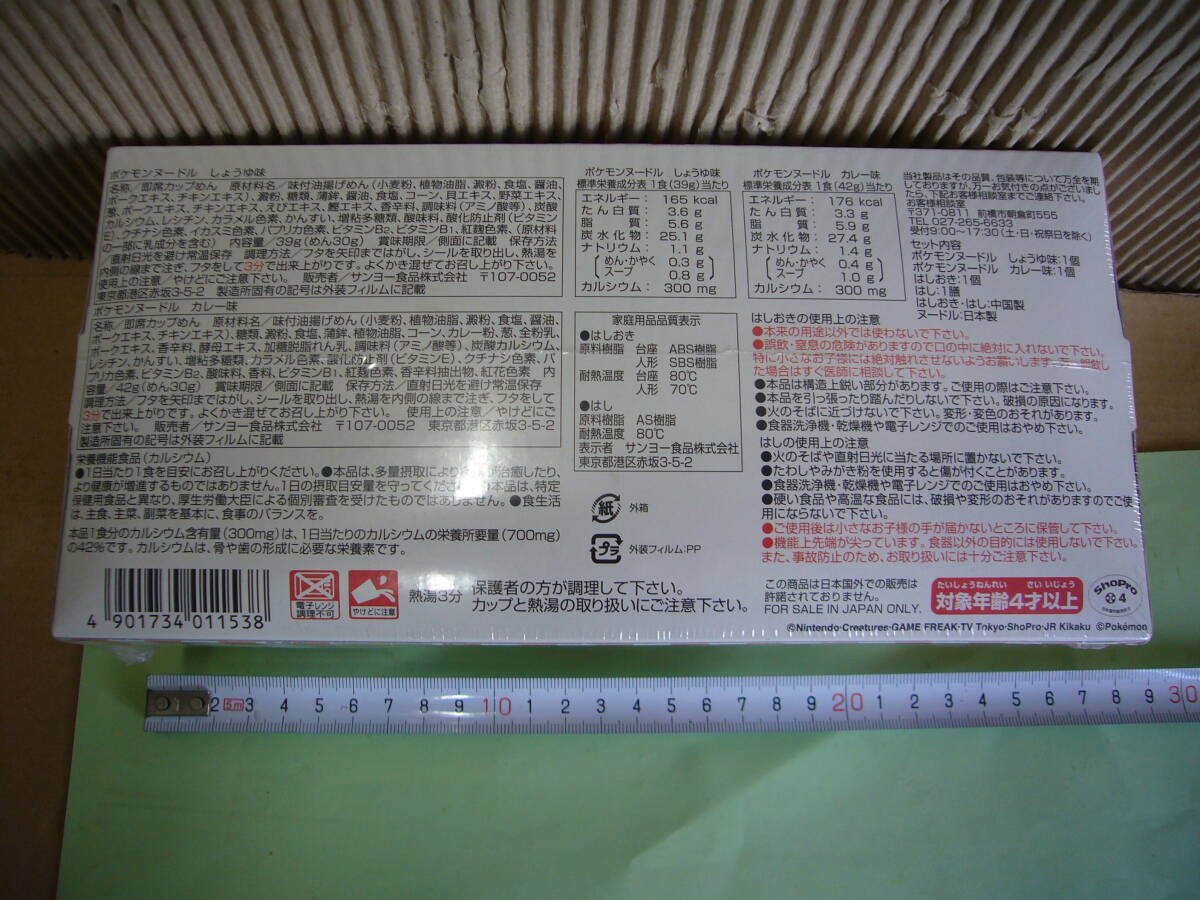 ポケモンヌードル　しょうゆ味
名称／即席カップめん　原材料名／味付油揚げめん（小麦粉、植物油脂、澱粉、食塩、醤油、
ポークエキス、チキンエキス）、澱粉、糖類、蒲鉾、醤油、食塩、コーン、貝エキス、野菜エキス、
葱、ポークエキス、チキンエキス、えびエキス、鰹エキス、香辛料、調味料（アミノ酸等）、炭酸
カルシウム、レシチン、カラメル色素、かんすい、増粘多糖類、酸味料、酸化防止剤（ビタミン
E）、クチナシ色素、イカスミ色素、パプリカ色素、ビタミンB2、ビタミンB1、紅麹色素、（原材料
の一部に乳成分を含む）　内容量／39g（めん30g）　賞味期限／側面に記載　保存方法
／直射日光を避け常温保存　調理方法／フタを矢印まではがし、シールを取り出し、熱湯を
内側の線まで注ぎ、フタをして3分で出来上がりです。よくかき混ぜてお召し上がり下さい。
使用上の注意／やけどにご注意下さい。　販売者／サンヨー食品株式会社　〒107-0052
東京都港区赤坂3-5-2　製造所固有の記号は外装フィルムに記載
ポケモンヌードル　カレー味
名称／即席カップめん　原材料名／味付油揚げめん（小麦粉、植物油脂、澱粉、食塩、醤油、
ポークエキス、チキンエキス）、糖類、澱粉、食塩、蒲鉾、植物油脂、コーン、カレー粉、葱、全粉乳、
ポークエキス、香辛料、酵母エキス、加糖脱脂れん乳、調味料（アミノ酸等）、炭酸カルシウム、
レシチン、かんすい、増粘多糖類、カラメル色素、酸化防止剤（ビタミンE）、クチナシ色素、パ
プリカ色素、ビタミンB2、酸味料、香料、ビタミンB1、紅麹色素、香辛料抽出物、紅花色素　内
容量／42g（めん30g）　賞味期限／側面に記載　保存方法／直射日光を避け常温保存
調理方法／フタを矢印まではがし、シールを取り出し、熱湯を内側の線まで注ぎ、フタをして
3分で出来上がりです。よくかき混ぜてお召し上がり下さい。　使用上の注意／やけどにご
注意下さい。　販売者／サンヨー食品株式会社　〒107-0052　東京都港区赤坂3-5-2
製造所固有の記号は外装フィルムに記載
栄養機能食品（カルシウム）
●1日当たり1食を目安にお召し上がりください。●本品は、多量摂取により が治癒したり、
より健康が増進するものではありません。1日の摂取目安量を守ってください。 本品は、特定
保健用食品と異なり、厚生労働大臣による個別審査を受けたものではありません。●食生活
は、主食、主菜、副菜を基本に、食事のバランスを。
本品1食分のカルシウム含有量（300mg）は、1日当たりのカルシウムの栄養所要量（700mg）
の42%です。カルシウムは、骨や歯の形成に必要な栄養素です。
4 901734 011538
電子レンジ
調理不可
やけどに注意
熱湯3分
保護者の方が調理して下さい。
カップと熱湯の取り扱いにご注意下さい。
ポケモンヌードル　しょうゆ味
標準栄養成分表 1食（39g）当たり
エネルギー：　165 kcal
たん白質：　3.6 g
脂　　質：　5.6 g
炭水化物：　25.1 g
ナトリウム：　1.1 g
（めん・かやく　0.3 g）
（スープ　0.8 g）
カルシウム：　300 mg
ポケモンヌードル　カレー味
標準栄養成分表 1食（42g）当たり
エネルギー：　176 kcal
たん白質：　3.3 g
脂　　質：　5.9 g
炭水化物：　27.4 g
ナトリウム：　1.4 g
（めん・かやく　0.4 g）
（スープ　1.0 g）
カルシウム：　300 mg
家庭用品品質表示
●はしおき
原料樹脂　台座　ABS樹脂
人形　SBS樹脂
耐熱温度　台座　80℃
人形　70℃
●はし
原料樹脂　AS樹脂
耐熱温度　80℃
表示者　サンヨー食品株式会社
東京都港区赤坂3-5-2
紙
外箱
プラ
外装フィルム:PP
当社製品はその品質、包装等について万全を期
しておりますが、万一お気付きの点がございまし
たら、下記お客様相談室までご連絡下さい。
お客様相談室
〒371-0811　前橋市朝倉町555
TEL 027-265-6633
受付9:00～17:30（土・日・祝祭日を除く）
セット内容
ポケモンヌードル　しょうゆ味:1個
ポケモンヌードル　カレー味:1個
はしおき:1個
はし:1膳
はしおき・はし:中国製
ヌードル:日本製
はしおきの使用上の注意
●本来の用途以外では使わないで下さい。
●誤飲・窒息の危険がありますので口の中に絶対に入れないで下さい。
特に小さなお子様には絶対触れさせないようお願いします。万一飲んだ
た場合はすぐ医師に相談して下さい。
●本品は構造上鋭い部分があります。ご使用の際はご注意下さい。
●本品を引っ張ったり踏んだりしないで下さい。破損の原因になります。
●火のそばに近づけないで下さい。変形・変色のおそれがあります。
●食器洗浄機・乾燥機や電子レンジでのご使用はおやめ下さい。
はしの使用上の注意
●火のそばや直射日光に当たる場所に置かないで下さい。
●たわしやみがき粉を使用すると傷が付くことがあります。
●食器洗浄機・乾燥機や電子レンジでのご使用はおやめ下さい。
●硬い食品や高温な食品には、破損や変形のおそれがありますのでご使
用にならないで下さい。
●ご使用後は小さなお子様の手が届かないところに保管して下さい。
●機能上先端が尖っています。食器以外の目的には使用しないで下さい。
また、事故防止のため、お取り扱いには十分ご注意下さい。
この商品は日本国外での販売は
許諾されておりません。
FOR SALE IN JAPAN ONLY.
たいしょうねんれい　さい いじょう
対象年齢4才以上
ShoPro
4
©Nintendo・Creatures・GAME FREAK・TV Tokyo・ShoPro・JR Kikaku　©Pokémon
2 5m 3 4 5 6 7 8 9 10 1 2 3 4 5 6 7 8 9 20 1 2 3 4 5 6 7 8 9 30